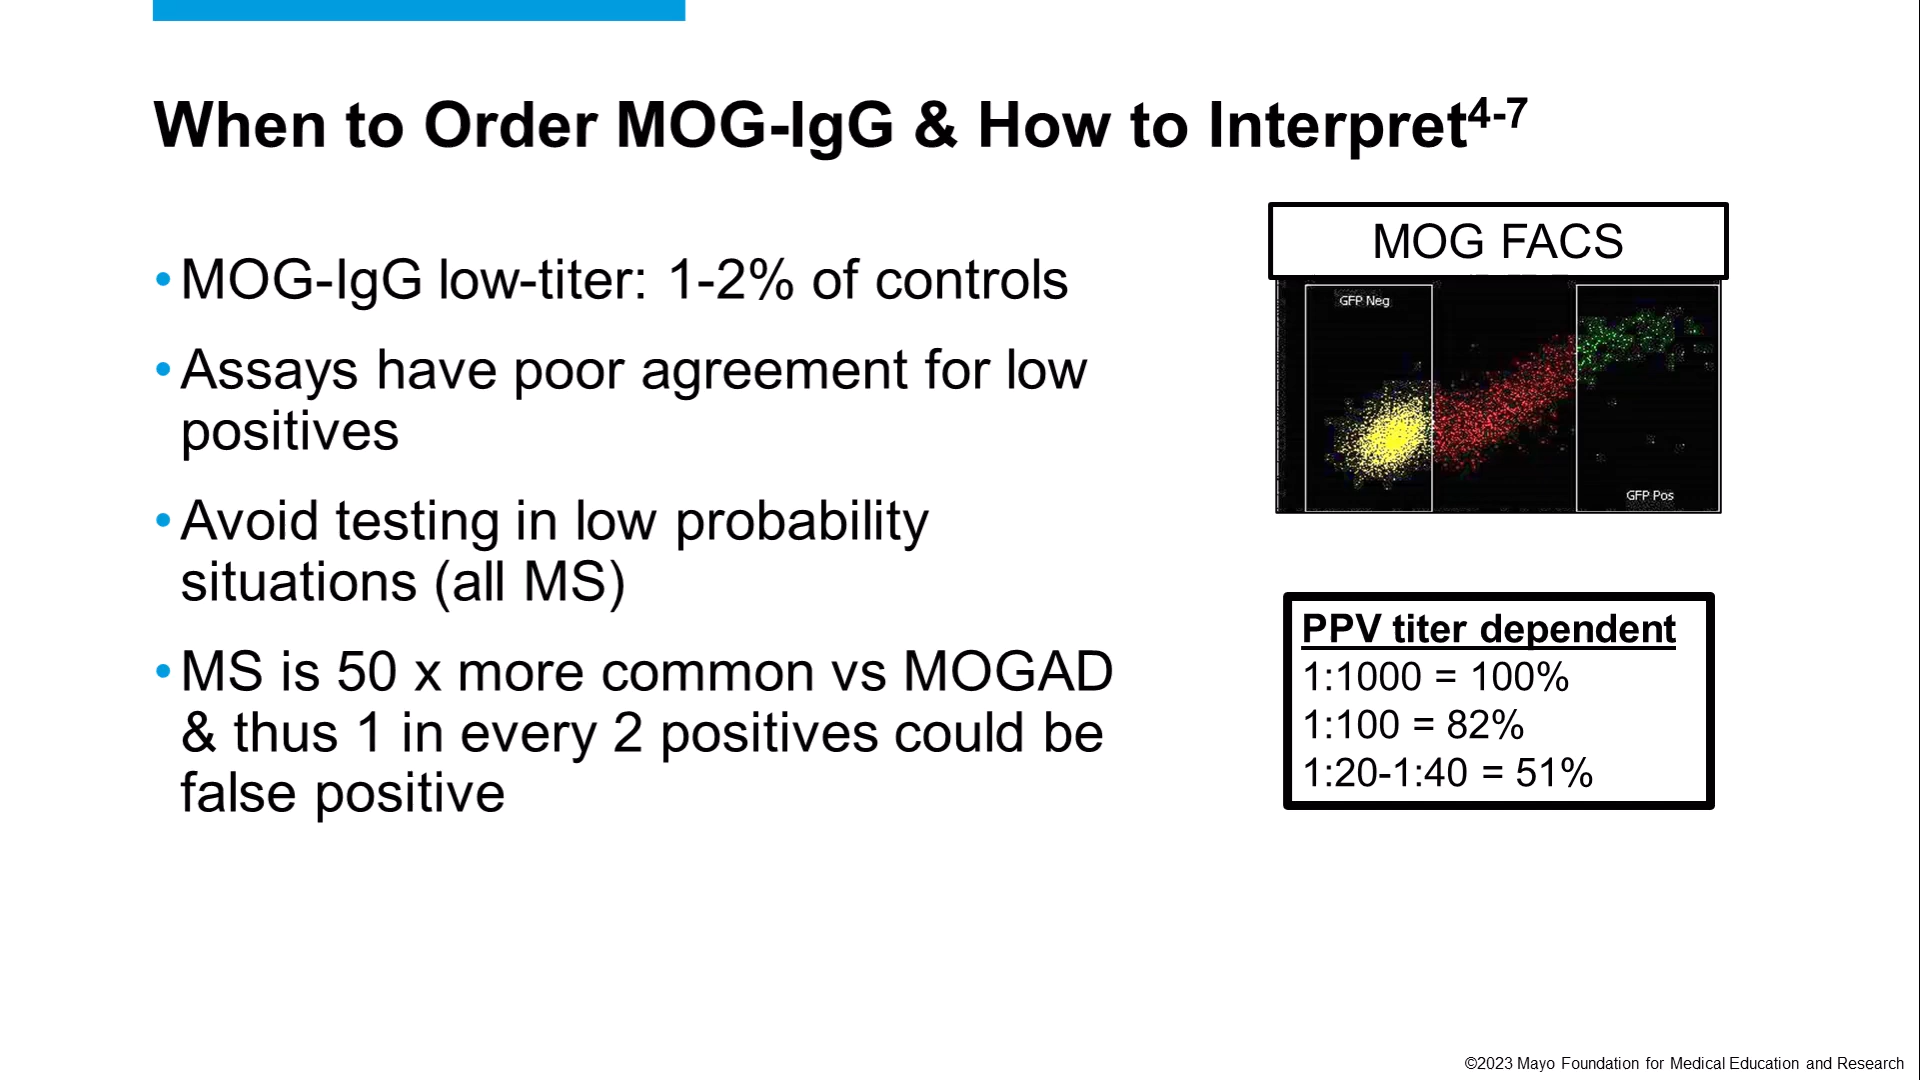 When to Order MOG-IgG & How to Interpret4-7
• MOG-IgG low-titer: 1-2% of controls
• Assays have poor agreement for low
positives
• Avoid testing in low probability
situations (all MS)
• MS is 50 x more common vs MOGAD
& thus 1 in every 2 positives could be
false positive
MOG FACS
GFP Neg
GFP Pos
PPV titer dependent
1:1000 = 100%
1:100 = 82%
1:20-1:40 = 51%
©2023 Mayo Foundation for Medical Education and Research